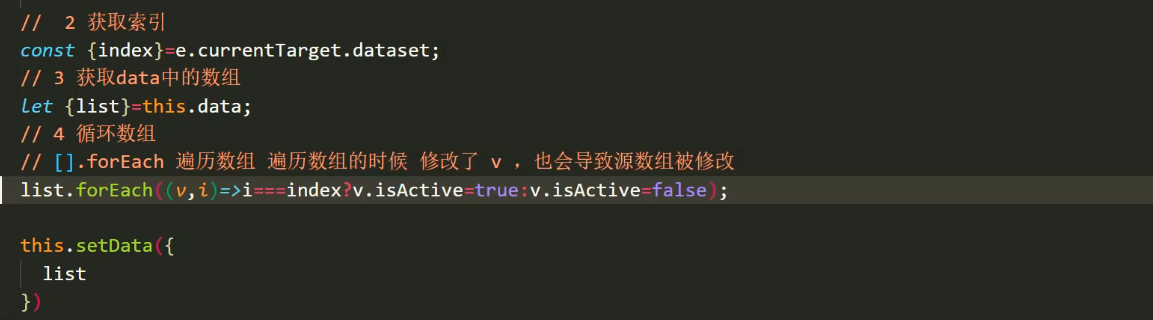 //  2 获取索引
const {index}=e.currentTarget.dataset;
// 3 获取data中的数组
let {list}=this.data;
// 4 循环数组
// [].forEach 遍历数组 遍历数组的时候 修改了 v ，也会导致源数组被修改
list.forEach((v,i)=>i===index?v.isActive=true:v.isActive=false);
this.setData({
  list
})